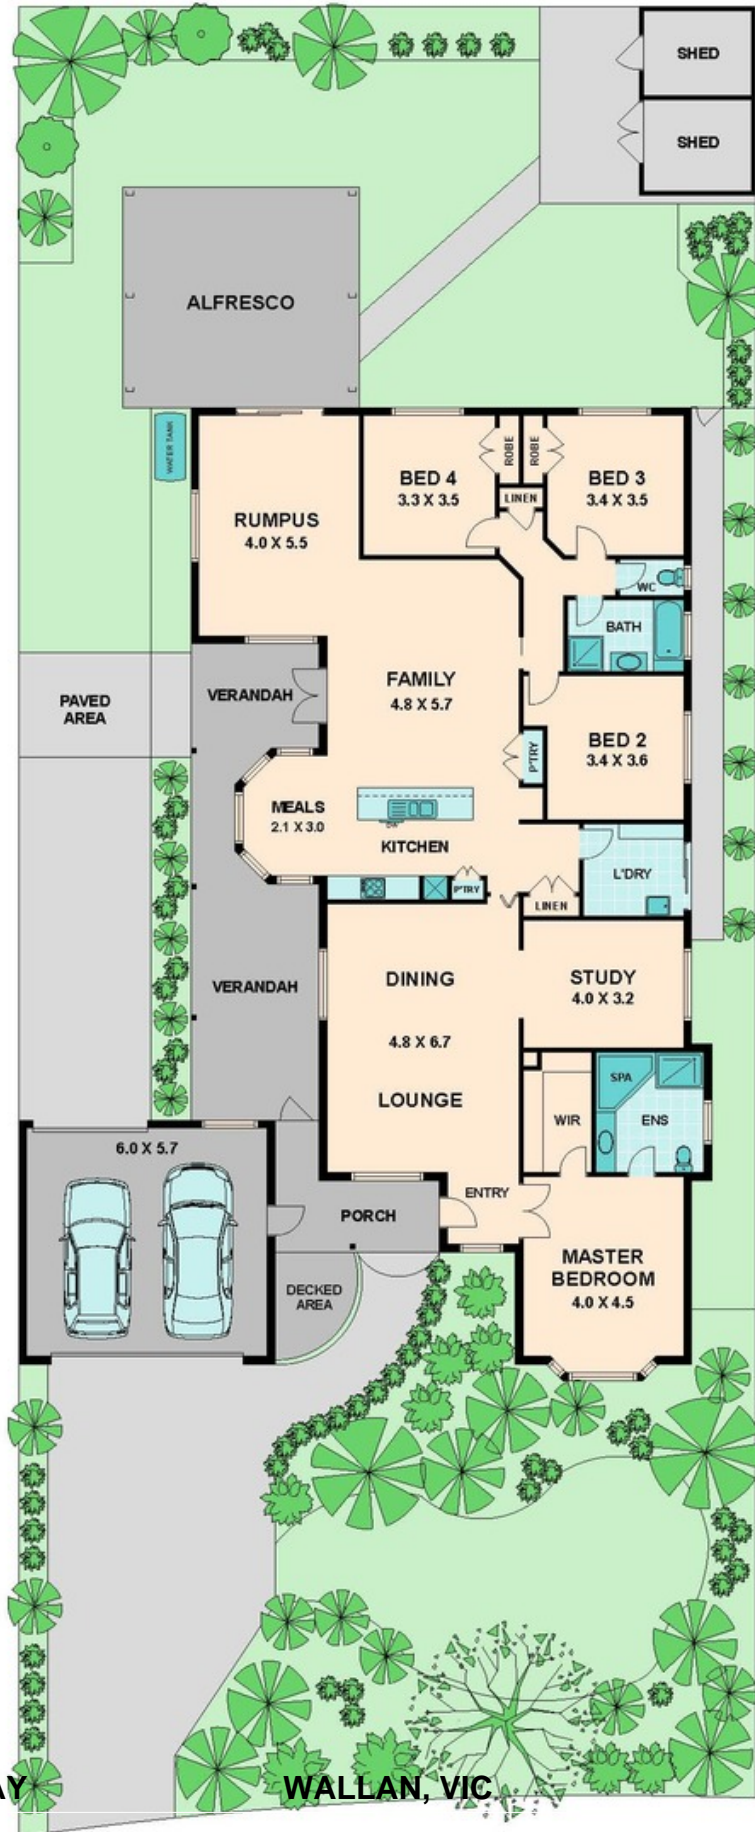 SHED
SHED
ALFRESCO
WATER TANK
ROBE
ROBE
BED 4
3.3 X 3.5
BED 3
3.4 X 3.5
LINEN
RUMPUS
4.0 X 5.5
WC
BATH
FAMILY
4.8 X 5.7
VERANDAH
PAVED
AREA
BED 2
3.4 X 3.6
P'TRY
MEALS
2.1 X 3.0
DW
KITCHEN
L'DRY
P'TRY
LINEN
DINING
4.8 X 6.7
LOUNGE
STUDY
4.0 X 3.2
VERANDAH
SPA
WIR
ENS
6.0 X 5.7
ENTRY
PORCH
MASTER
BEDROOM
4.0 X 4.5
DECKED
AREA
AY WALLAN, VIC